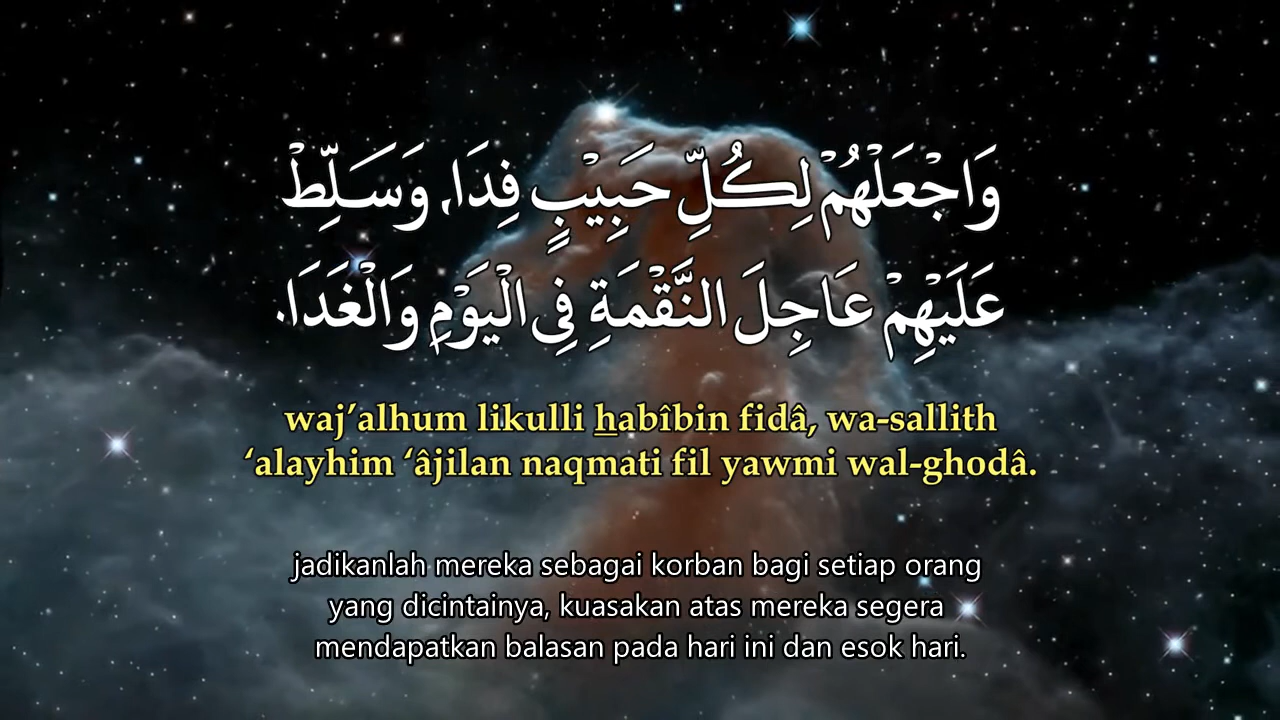 وَاجْعَلْهُمْ لِكُلِّ حَبِيْبٍ فِدَا، وَسَلِّطْ
عَلَيْهِمْ عَاجِلَ النَّقْمَةِ فِى الْيَوْمِ وَالْغَدَا.
waj’alhum likulli h̲abîbin fidâ, wa-sallith
‘alayhim ‘âjilan naqmati fil yawmi wal-ghodâ.
jadikanlah mereka sebagai korban bagi setiap orang
yang dicintainya, kuasakan atas mereka segera
mendapatkan balasan pada hari ini dan esok hari.